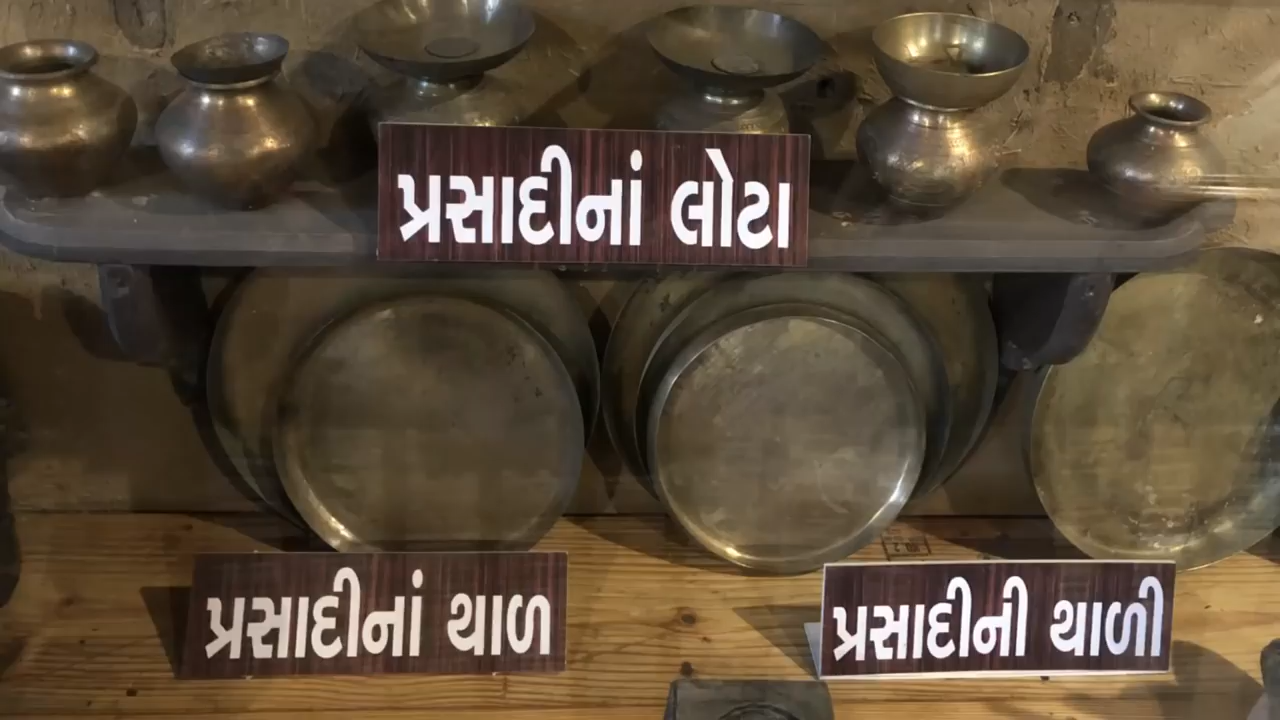 પ્રસાદીનાં લોટા
પ્રસાદીનાં થાળ
પ્રસાદીની થાળી